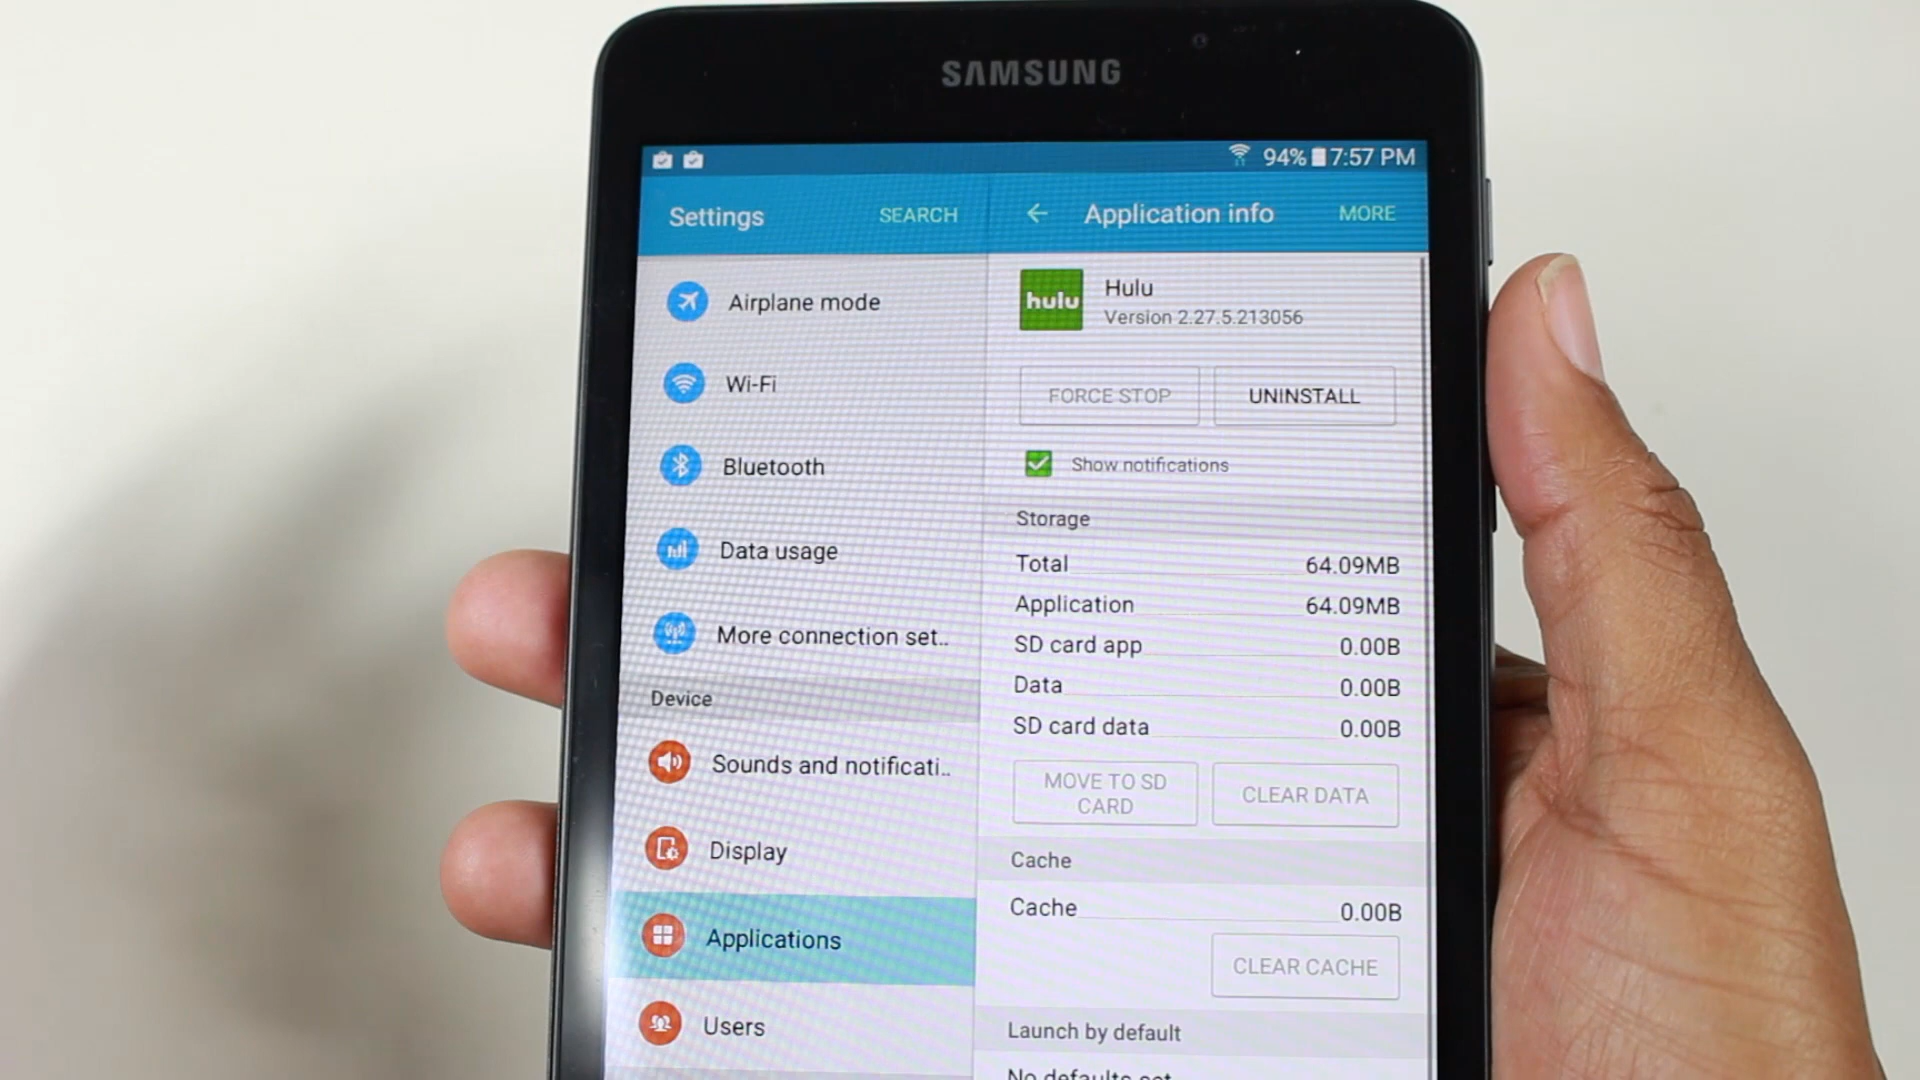 SAMSUNG
94% 7:57 PM
Settings SEARCH
Application info MORE
Airplane mode
Wi-Fi
Bluetooth
Data usage
More connection set..
Device
Sounds and notificati..
Display
Applications
Users
hulu
Hulu
Version 2.27.5.213056
FORCE STOP UNINSTALL
Show notifications
Storage
Total 64.09MB
Application 64.09MB
SD card app 0.00B
Data 0.00B
SD card data 0.00B
MOVE TO SD
CARD
CLEAR DATA
Cache
Cache 0.00B
CLEAR CACHE
Launch by default
No defaults set